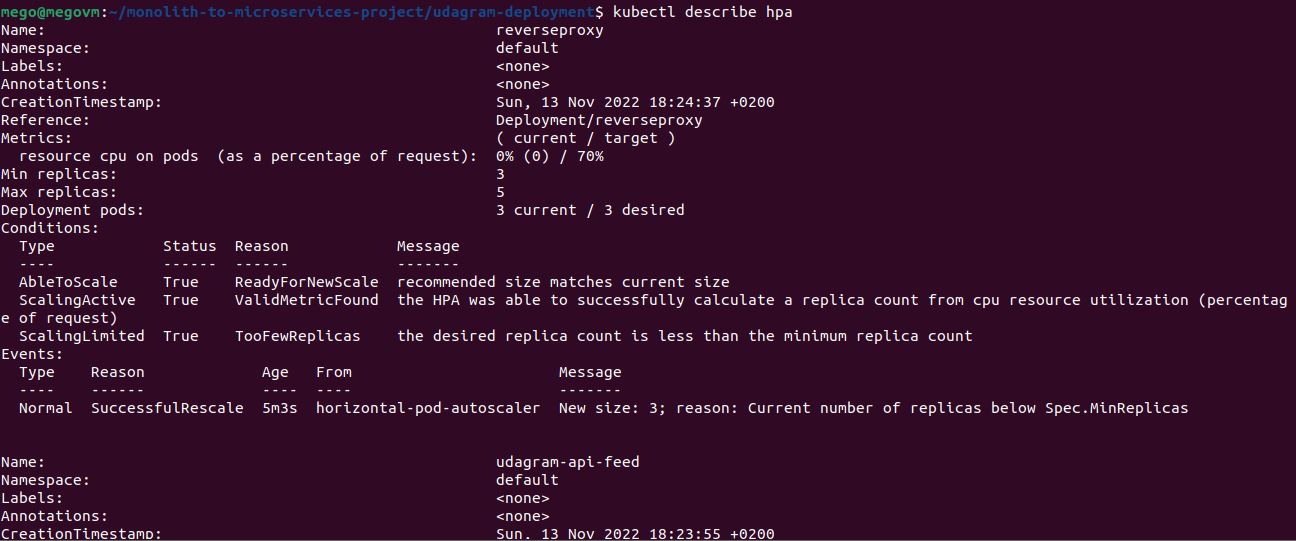 mego@megovm:~/monolith-to-microservices-project/udagram-deployment$ kubectl describe hpa
Name:                                                  reverseproxy
Namespace:                                             default
Labels:                                                <none>
Annotations:                                           <none>
CreationTimestamp:                                     Sun, 13 Nov 2022 18:24:37 +0200
Reference:                                             Deployment/reverseproxy
Metrics:                                               ( current / target )
  resource cpu on pods  (as a percentage of request):  0% (0) / 70%
Min replicas:                                          3
Max replicas:                                          5
Deployment pods:                                       3 current / 3 desired
Conditions:
  Type            Status  Reason            Message
  ----            ------  ------            -------
  AbleToScale     True    ReadyForNewScale  recommended size matches current size
  ScalingActive   True    ValidMetricFound  the HPA was able to successfully calculate a replica count from cpu resource utilization (percentag
e of request)
  ScalingLimited  True    TooFewReplicas    the desired replica count is less than the minimum replica count
Events:
  Type    Reason             Age   From                       Message
  ----    ------             ----  ----                       -------
  Normal  SuccessfulRescale  5m3s  horizontal-pod-autoscaler  New size: 3; reason: Current number of replicas below Spec.MinReplicas
Name:                                                  udagram-api-feed
Namespace:                                             default
Labels:                                                <none>
Annotations:                                           <none>
CreationTimestamp:                                     Sun, 13 Nov 2022 18:23:55 +0200